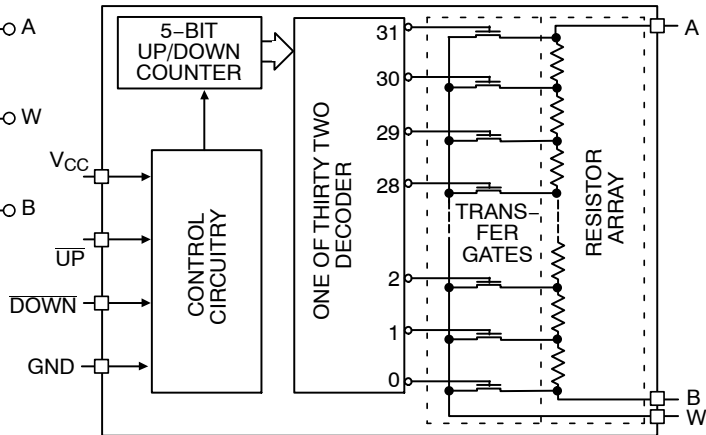 A
W
B
5–BIT
UP/DOWN
COUNTER
VCC
UP
DOWN
GND
CONTROL
CIRCUITRY
ONE OF THIRTY TWO
DECODER
31
30
29
28
2
1
0
TRANS–
FER
GATES
RESISTOR
ARRAY
A
B
W